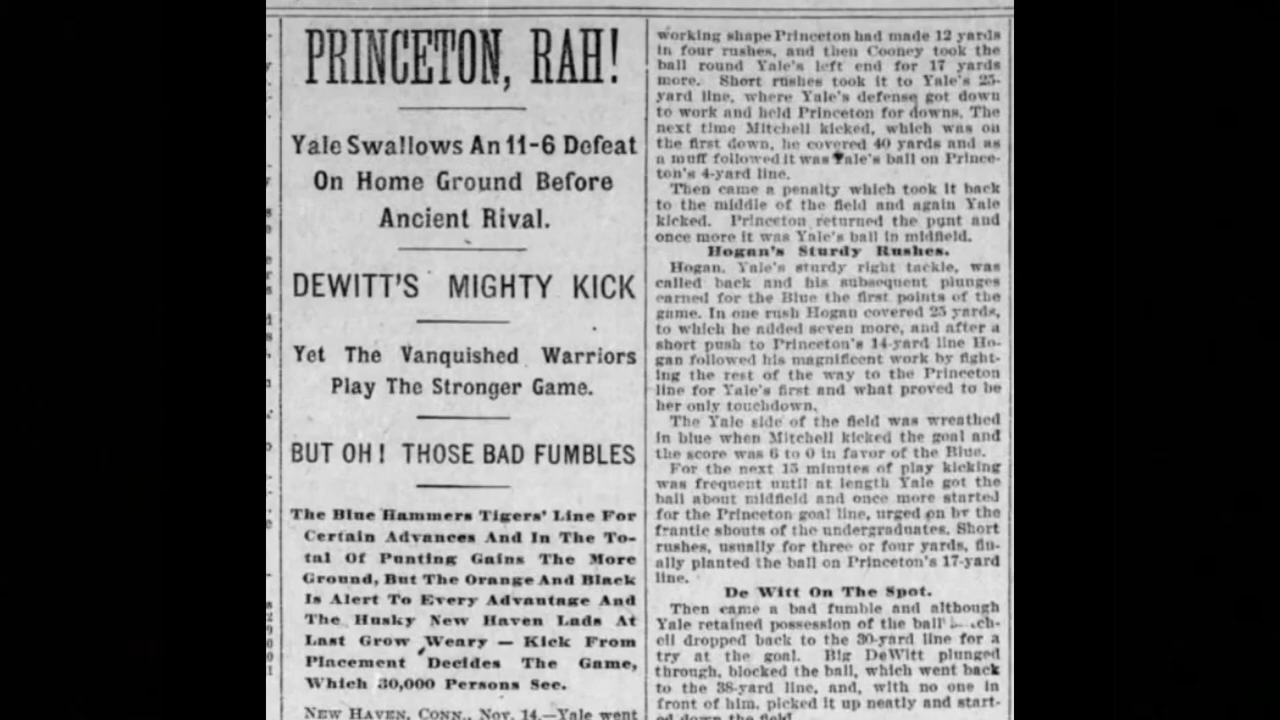 PRINCETON, RAH!
Yale Swallows An 11-6 Defeat
On Home Ground Before
Ancient Rival.
DEWITT'S MIGHTY KICK
Yet The Vanquished Warriors
Play The Stronger Game.
BUT OH! THOSE BAD FUMBLES
The Blue Hammers Tigers' Line For
Certain Advances And In The To-
tal Of Punting Gains The More
Ground, But The Orange And Black
Is Alert To Every Advantage And
The Husky New Haven Lads At
Last Grow Weary — Kick From
Placement Decides The Game,
Which 30,000 Persons See.
NEW HAVEN, CONN., Nov. 14.—Yale went
working shape Princeton had made 12 yards
in four rushes, and then Cooney took the
ball round Yale's left end for 17 yards
more. Short rushes took it to Yale's 25-
yard line, where Yale's defense got down
to work and held Princeton for downs. The
next time Mitchell kicked, which was on
the first down, he covered 40 yards and as
a muff followed it was Yale's ball on Prince-
ton's 4-yard line.
Then came a penalty which took it back
to the middle of the field and again Yale
kicked. Princeton returned the punt and
once more it was Yale's ball in midfield.
Hogan's Sturdy Rushes.
Hogan, Yale's sturdy right tackle, was
called back and his subsequent plunges
earned for the Blue the first points of the
game. In one rush Hogan covered 25 yards,
to which he added seven more, and after a
short push to Princeton's 14-yard line Ho-
gan followed his magnificent work by fight-
ing the rest of the way to the Princeton
line for Yale's first and what proved to be
her only touchdown.
The Yale side of the field was wreathed
in blue when Mitchell kicked the goal and
the score was 6 to 0 in favor of the Blue.
For the next 15 minutes of play kicking
was frequent until at length Yale got the
ball about midfield and once more started
for the Princeton goal line, urged on by the
frantic shouts of the undergraduates. Short
rushes, usually for three or four yards, fin-
ally planted the ball on Princeton's 17-yard
line.
De Witt On The Spot.
Then came a bad fumble and although
Yale retained possession of the ball
ell dropped back to the 30-yard line for a
try at the goal. Big DeWitt plunged
through, blocked the ball, which went back
to the 38-yard line, and, with no one in
front of him, picked it up neatly and start-
ed down the field